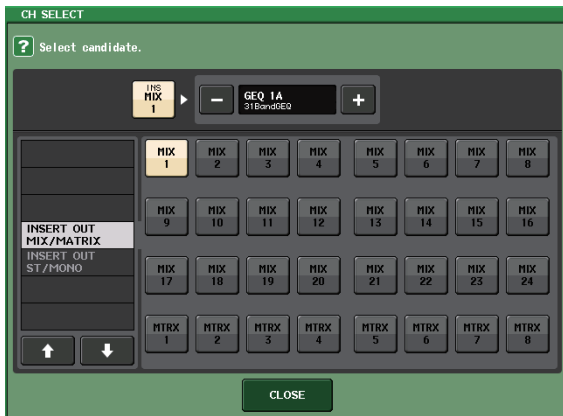 CH SELECT
? Select candidate.
INS
MIX
1
GEQ 1A
31BandGEQ
INSERT OUT
MIX/MATRIX
INSERT OUT
ST/MONO
MIX 1 MIX 2 MIX 3 MIX 4 MIX 5 MIX 6 MIX 7 MIX 8
MIX 9 MIX 10 MIX 11 MIX 12 MIX 13 MIX 14 MIX 15 MIX 16
MIX 17 MIX 18 MIX 19 MIX 20 MIX 21 MIX 22 MIX 23 MIX 24
MTRX 1 MTRX 2 MTRX 3 MTRX 4 MTRX 5 MTRX 6 MTRX 7 MTRX 8
CLOSE